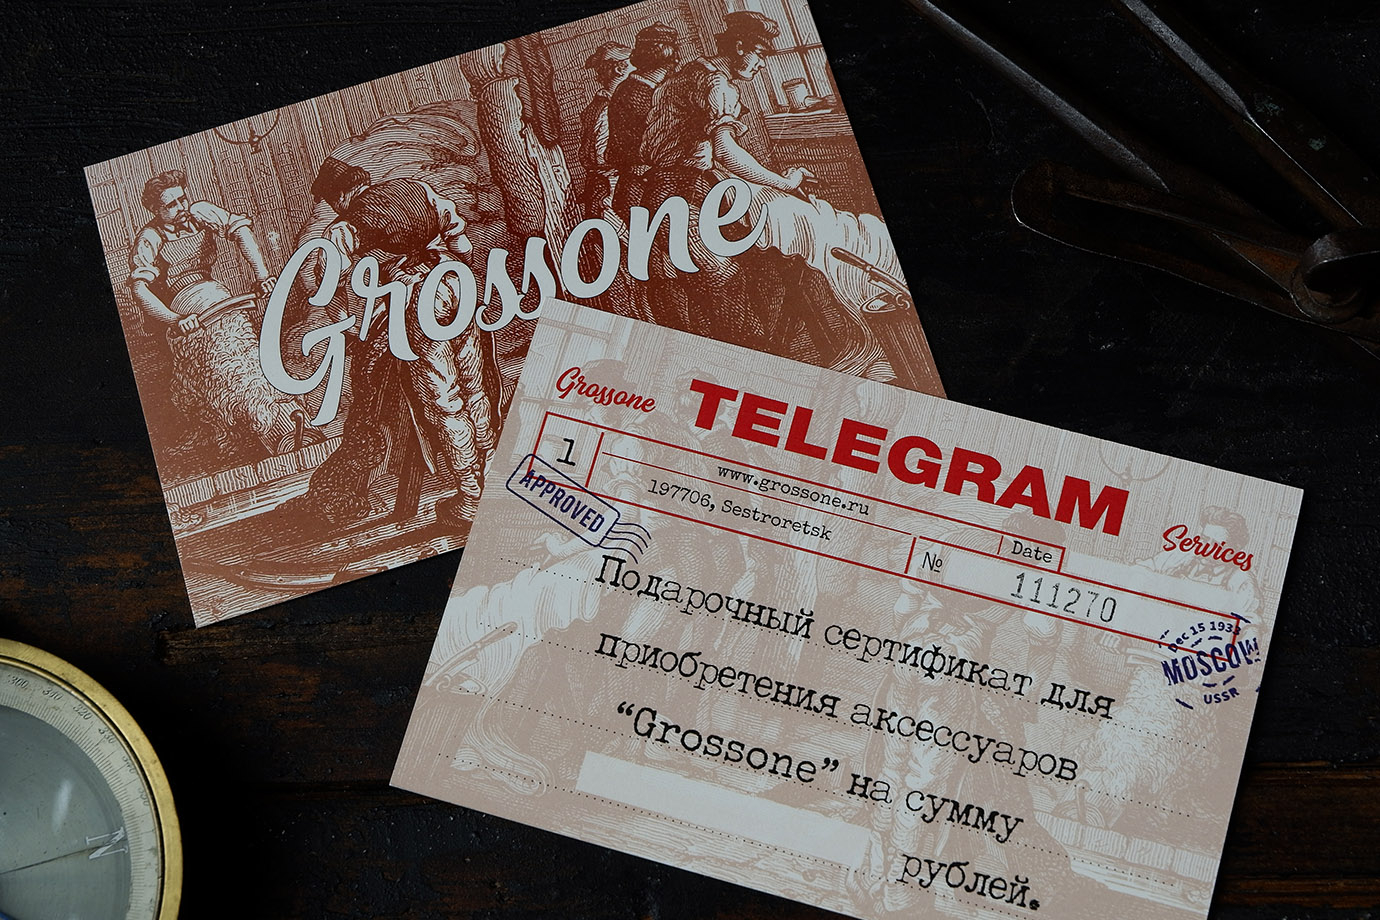 Grossone
Grossone
TELEGRAM
Services
1
www.grossone.ru
197706, Sestroretsk
№
Date
111270
APPROVED
Dec 15 1933
MOSCOW
USSR
Подарочный сертификат для
приобретения аксессуаров
“Grossone” на сумму
рублей.
N